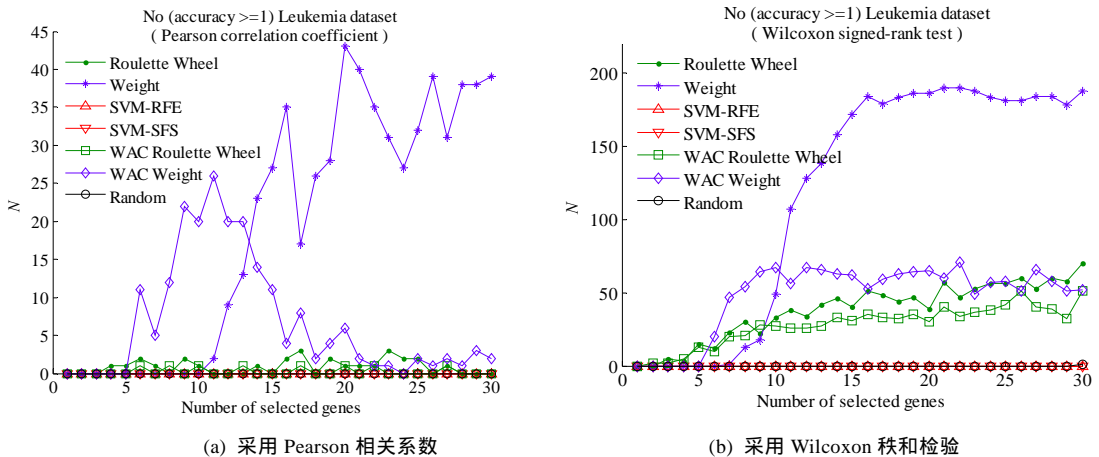 No (accuracy >=1) Leukemia dataset
( Pearson correlation coefficient )
45
40
35
30
25
20
15
10
5
0
N
Roulette Wheel
Weight
SVM-RFE
SVM-SFS
WAC Roulette Wheel
WAC Weight
Random
0 5 10 15 20 25 30
Number of selected genes
(a) 采用 Pearson 相关系数
No (accuracy >=1) Leukemia dataset
( Wilcoxon signed-rank test )
200
150
100
50
0
N
Roulette Wheel
Weight
SVM-RFE
SVM-SFS
WAC Roulette Wheel
WAC Weight
Random
0 5 10 15 20 25 30
Number of selected genes
(b) 采用 Wilcoxon 秩和检验